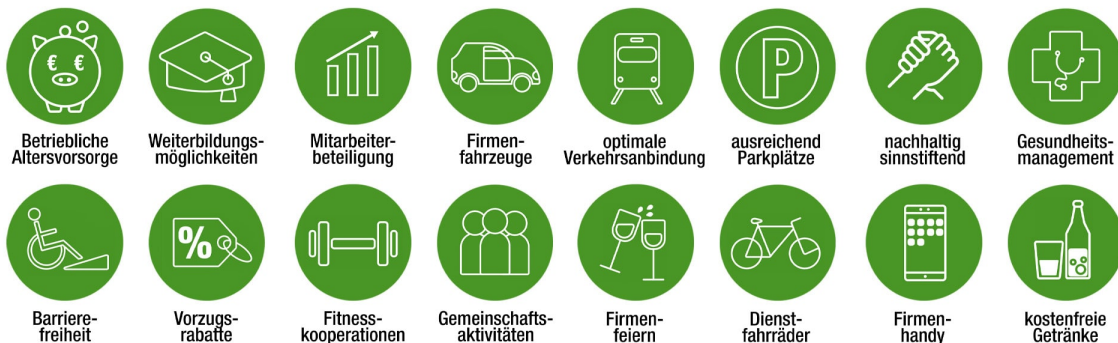 € €
P
Betriebliche
Altersvorsorge
Weiterbildungs-
möglichkeiten
Mitarbeiter-
beteiligung
Firmen-
fahrzeuge
optimale
Verkehrsanbindung
ausreichend
Parkplätze
nachhaltig
sinnstiftend
Gesundheits-
management
%
Barriere-
freiheit
Vorzugs-
rabatte
Fitness-
kooperationen
Gemeinschafts-
aktivitäten
Firmen-
feiern
Dienst-
fahrräder
Firmen-
handy
kostenfreie
Getränke